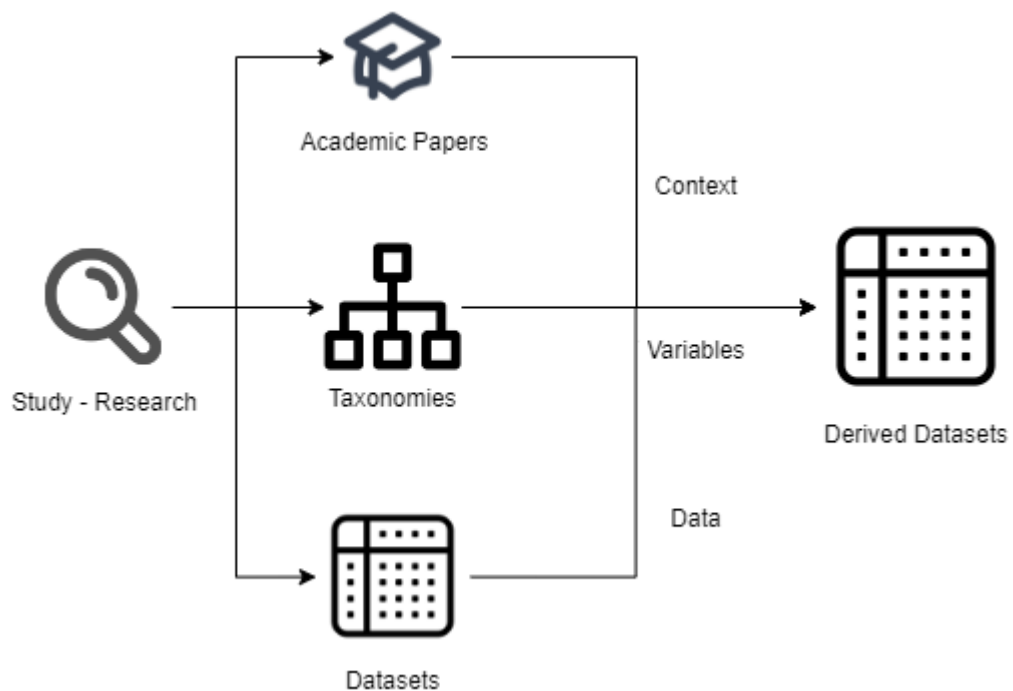 Academic Papers
Context
Study - Research
Taxonomies
Variables
Derived Datasets
Data
Datasets